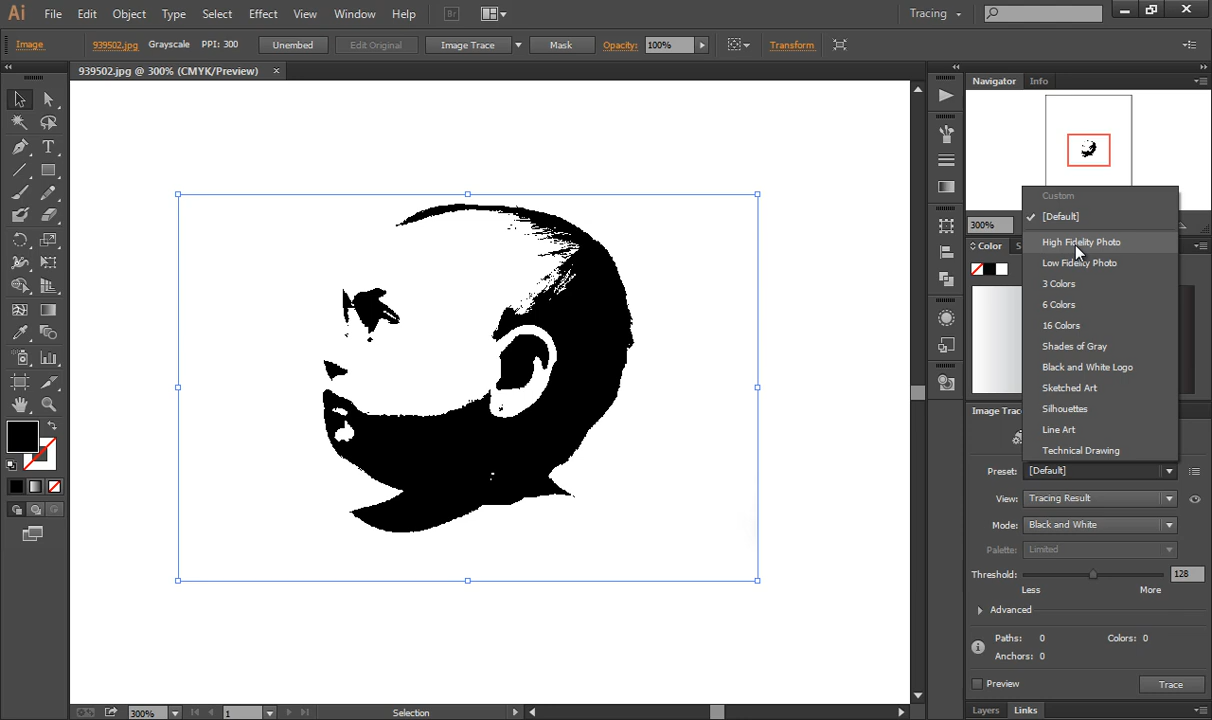 Ai File Edit Object Type Select Effect View Window Help Br Tracing
Image 939502.jpg Grayscale PPI: 300 Unembed Edit Original Image Trace Mask Opacity: 100% Transform
939502.jpg @ 300% (CMYK/Preview) ×
Navigator Info
300%
Color
Custom
[Default]
High Fidelity Photo
Low Fidelity Photo
3 Colors
6 Colors
16 Colors
Shades of Gray
Black and White Logo
Sketched Art
Silhouettes
Line Art
Technical Drawing
Image Trac
Preset: [Default]
View: Tracing Result
Mode: Black and White
Palette: Limited
Threshold: 128
Less More
Advanced
Paths: 0 Colors: 0
Anchors: 0
Preview Trace
Layers Links
300% 1 Selection